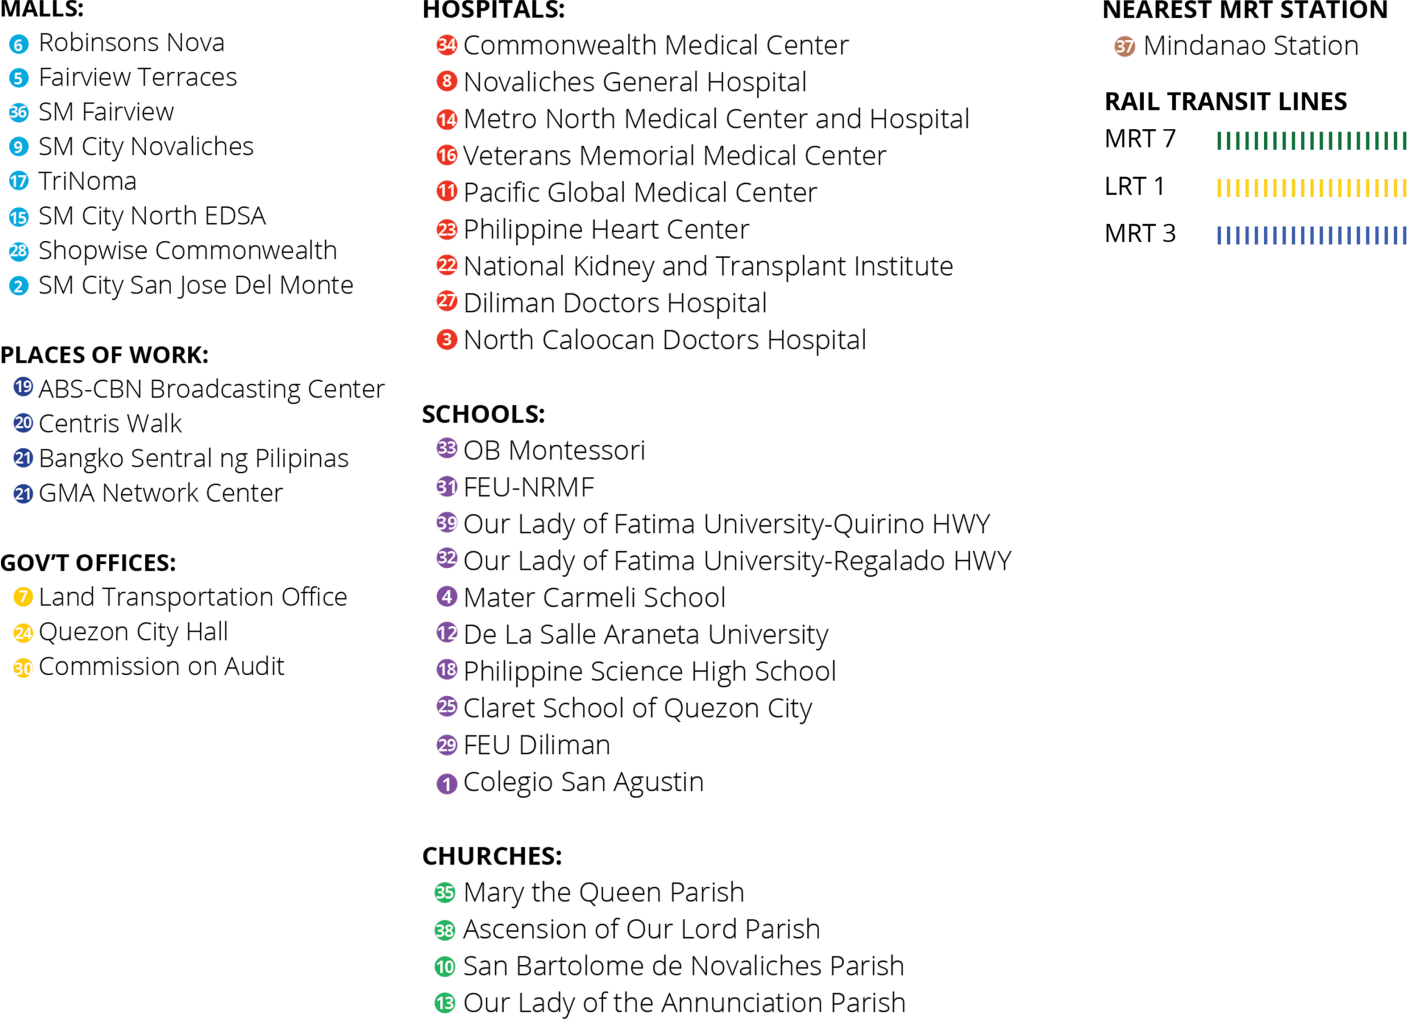 MALLS:
6 Robinsons Nova
5 Fairview Terraces
36 SM Fairview
9 SM City Novaliches
17 TriNoma
15 SM City North EDSA
28 Shopwise Commonwealth
2 SM City San Jose Del Monte
PLACES OF WORK:
19 ABS-CBN Broadcasting Center
20 Centris Walk
21 Bangko Sentral ng Pilipinas
21 GMA Network Center
GOV'T OFFICES:
7 Land Transportation Office
24 Quezon City Hall
30 Commission on Audit
HOSPITALS:
34 Commonwealth Medical Center
8 Novaliches General Hospital
14 Metro North Medical Center and Hospital
16 Veterans Memorial Medical Center
11 Pacific Global Medical Center
23 Philippine Heart Center
22 National Kidney and Transplant Institute
27 Diliman Doctors Hospital
3 North Caloocan Doctors Hospital
SCHOOLS:
33 OB Montessori
31 FEU-NRMF
39 Our Lady of Fatima University-Quirino HWY
32 Our Lady of Fatima University-Regalado HWY
4 Mater Carmeli School
12 De La Salle Araneta University
18 Philippine Science High School
25 Claret School of Quezon City
29 FEU Diliman
1 Colegio San Agustin
CHURCHES:
35 Mary the Queen Parish
38 Ascension of Our Lord Parish
10 San Bartolome de Novaliches Parish
13 Our Lady of the Annunciation Parish
NEAREST MRT STATION
37 Mindanao Station
RAIL TRANSIT LINES
MRT 7
LRT 1
MRT 3